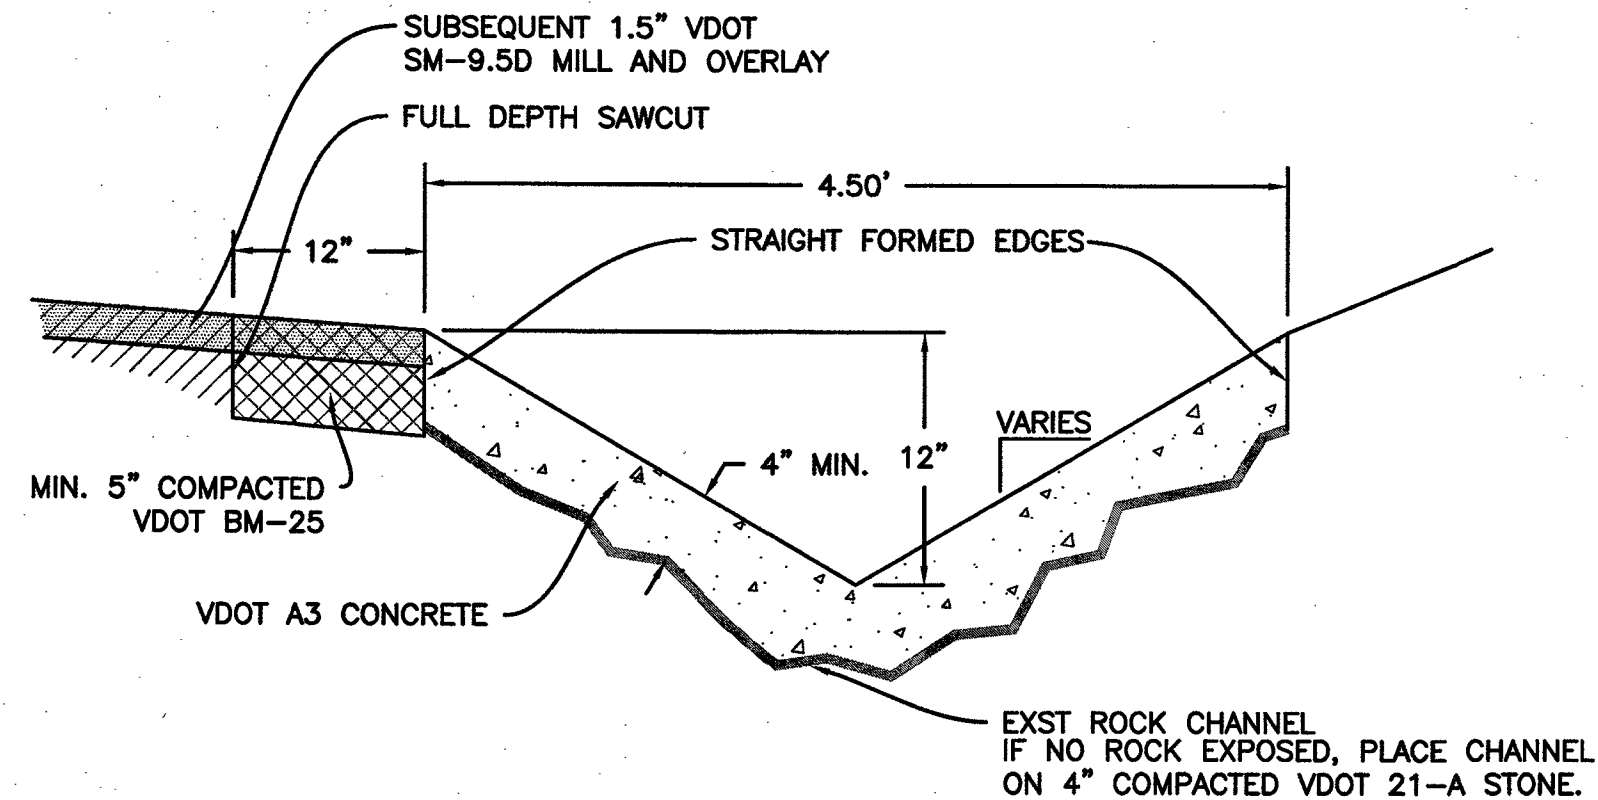 SUBSEQUENT 1.5” VDOT
SM-9.5D MILL AND OVERLAY
FULL DEPTH SAWCUT
4.50'
12”
STRAIGHT FORMED EDGES
VARIES
4” MIN.
12”
MIN. 5” COMPACTED
VDOT BM-25
VDOT A3 CONCRETE
EXST ROCK CHANNEL
IF NO ROCK EXPOSED, PLACE CHANNEL
ON 4” COMPACTED VDOT 21-A STONE.